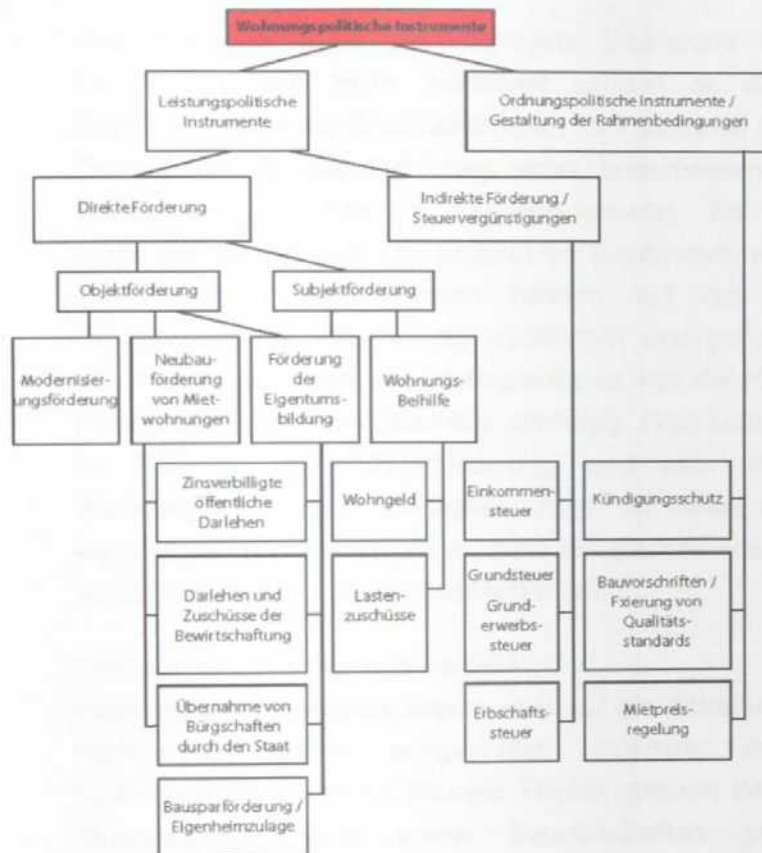 Wohnungspolitische Instrumente
Leistungspolitische
Instrumente
Ordnungspolitische Instrumente /
Gestaltung der Rahmenbedingungen
Direkte Förderung
Indirekte Förderung /
Steuervergünstigungen
Objektförderung
Subjektförderung
Modernisier-
ungsförderung
Neubau-
förderung
von Miet-
wohnungen
Förderung
der
Eigentums-
bildung
Wohnungs-
Beihilfe
Zinsverbilligte
öffentliche
Darlehen
Wohngeld
Einkommen-
steuer
Kündigungsschutz
Darlehen und
Zuschüsse der
Bewirtschaftung
Lasten-
zuschüsse
Grundsteuer
Grund-
erwerbs-
steuer
Bauvorschriften /
Fxierung von
Qualitäts-
standards
Übernahme von
Bürgschaften
durch den Staat
Erbschafts-
steuer
Mietpreis-
regelung
Bausparförderung /
Eigenheimzulage